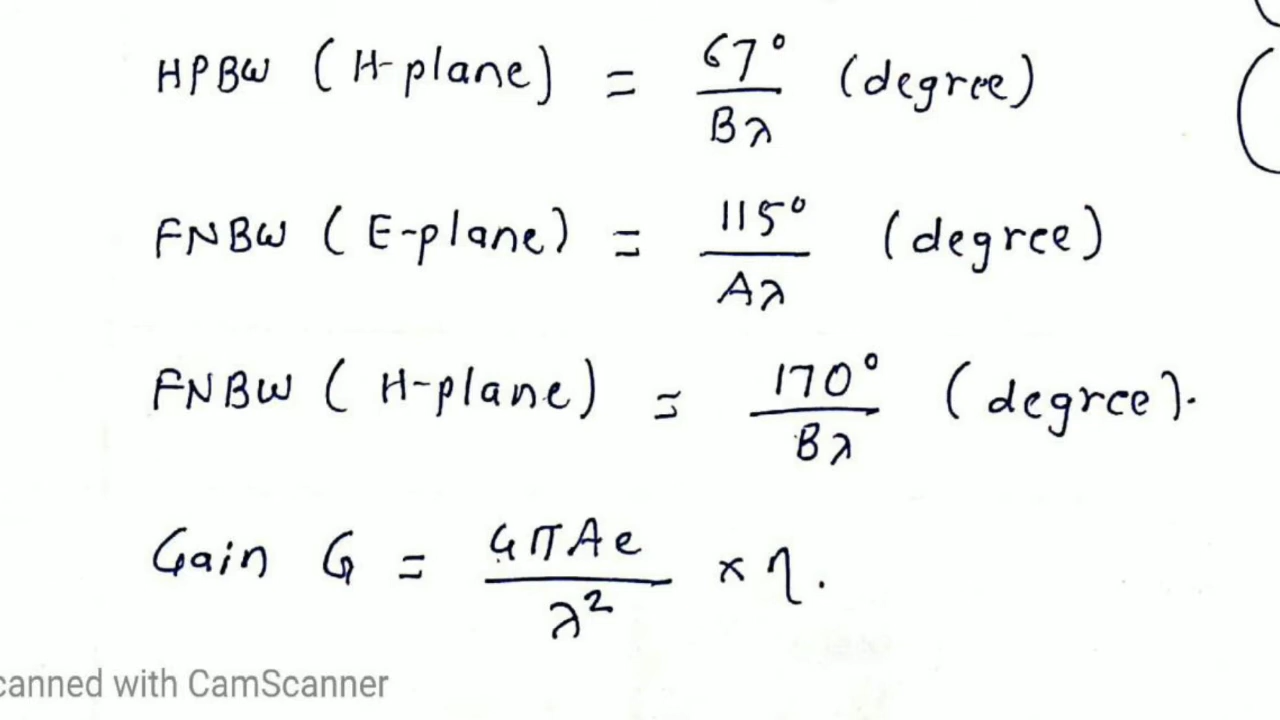 HPBW (H-plane) = 67° / Bλ (degree)
FNBW (E-plane) = 115° / Aλ (degree)
FNBW (H-plane) = 170° / Bλ (degree).
Gain G = 4πAe / λ² × η.
canned with CamScanner